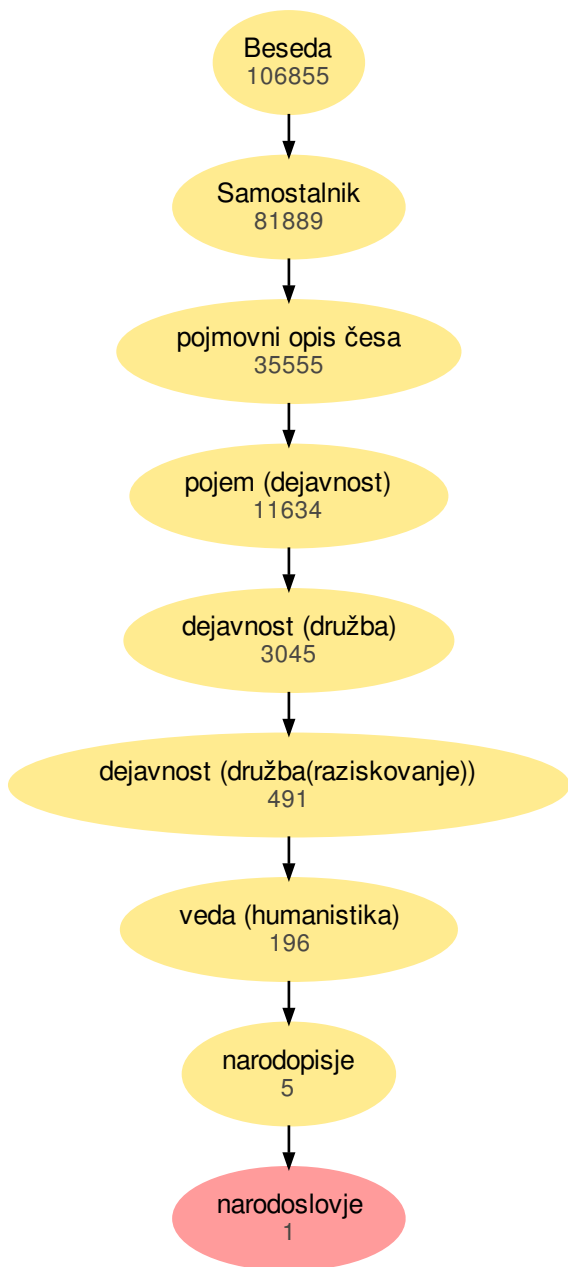 Beseda
106855
Samostalnik
81889
pojmovni opis česa
35555
pojem (dejavnost)
11634
dejavnost (družba)
3045
dejavnost (družba(raziskovanje))
491
veda (humanistika)
196
narodopisje
5
narodoslovje
1